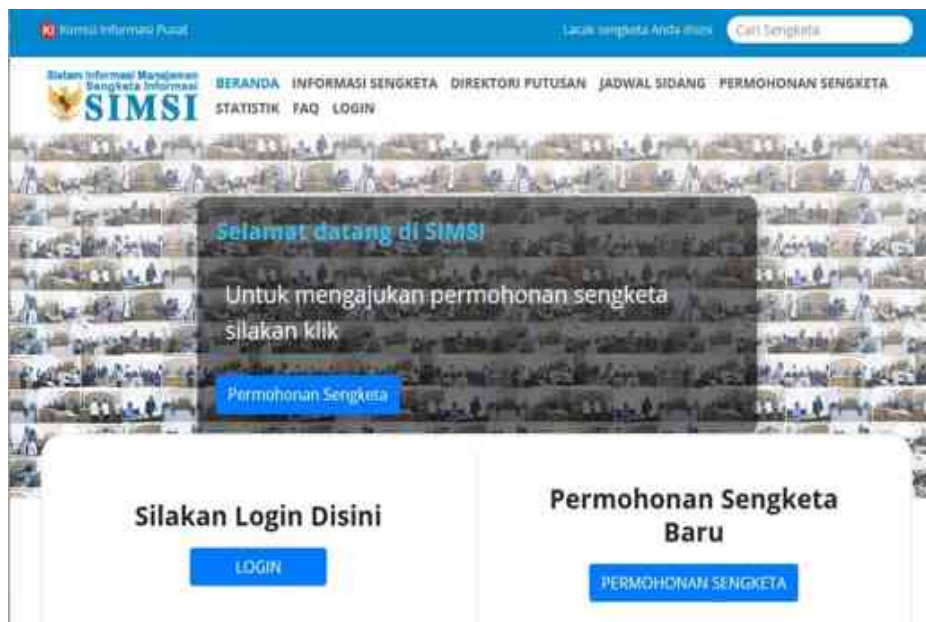 KI Komisi Informasi Pusat
Lacak sengketa Anda disini
Cari Sengketa
Sistem Informasi Manajemen
Sengketa Informasi
SIMSI
BERANDA INFORMASI SENGKETA DIREKTORI PUTUSAN JADWAL SIDANG PERMOHONAN SENGKETA
STATISTIK FAQ LOGIN
Selamat datang di SIMSI
Untuk mengajukan permohonan sengketa
silakan klik
Permohonan Sengketa
Silakan Login Disini
LOGIN
Permohonan Sengketa
Baru
PERMOHONAN SENGKETA